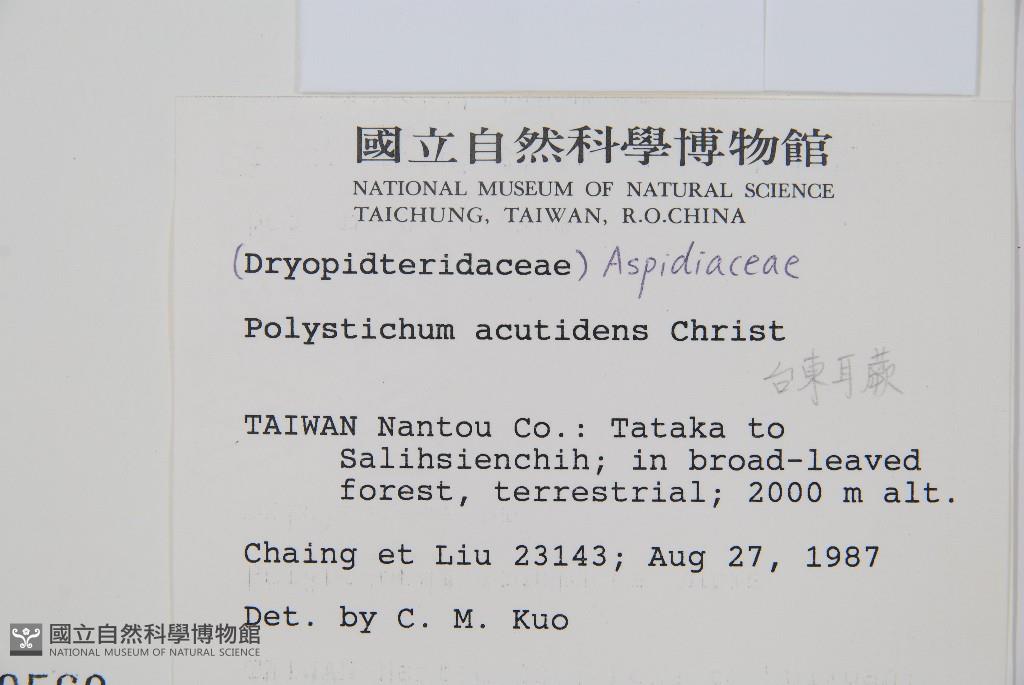 國立自然科學博物館
NATIONAL MUSEUM OF NATURAL SCIENCE
TAICHUNG, TAIWAN, R.O.CHINA
(Dryopidteridaceae) Aspidiaceae
Polystichum acutidens Christ
台東耳蕨
TAIWAN Nantou Co.: Tataka to
Salihsienchih; in broad-leaved
forest, terrestrial; 2000 m alt.
Chaing et Liu 23143; Aug 27, 1987
Det. by C. M. Kuo
國立自然科學博物館
NATIONAL MUSEUM OF NATURAL SCIENCE